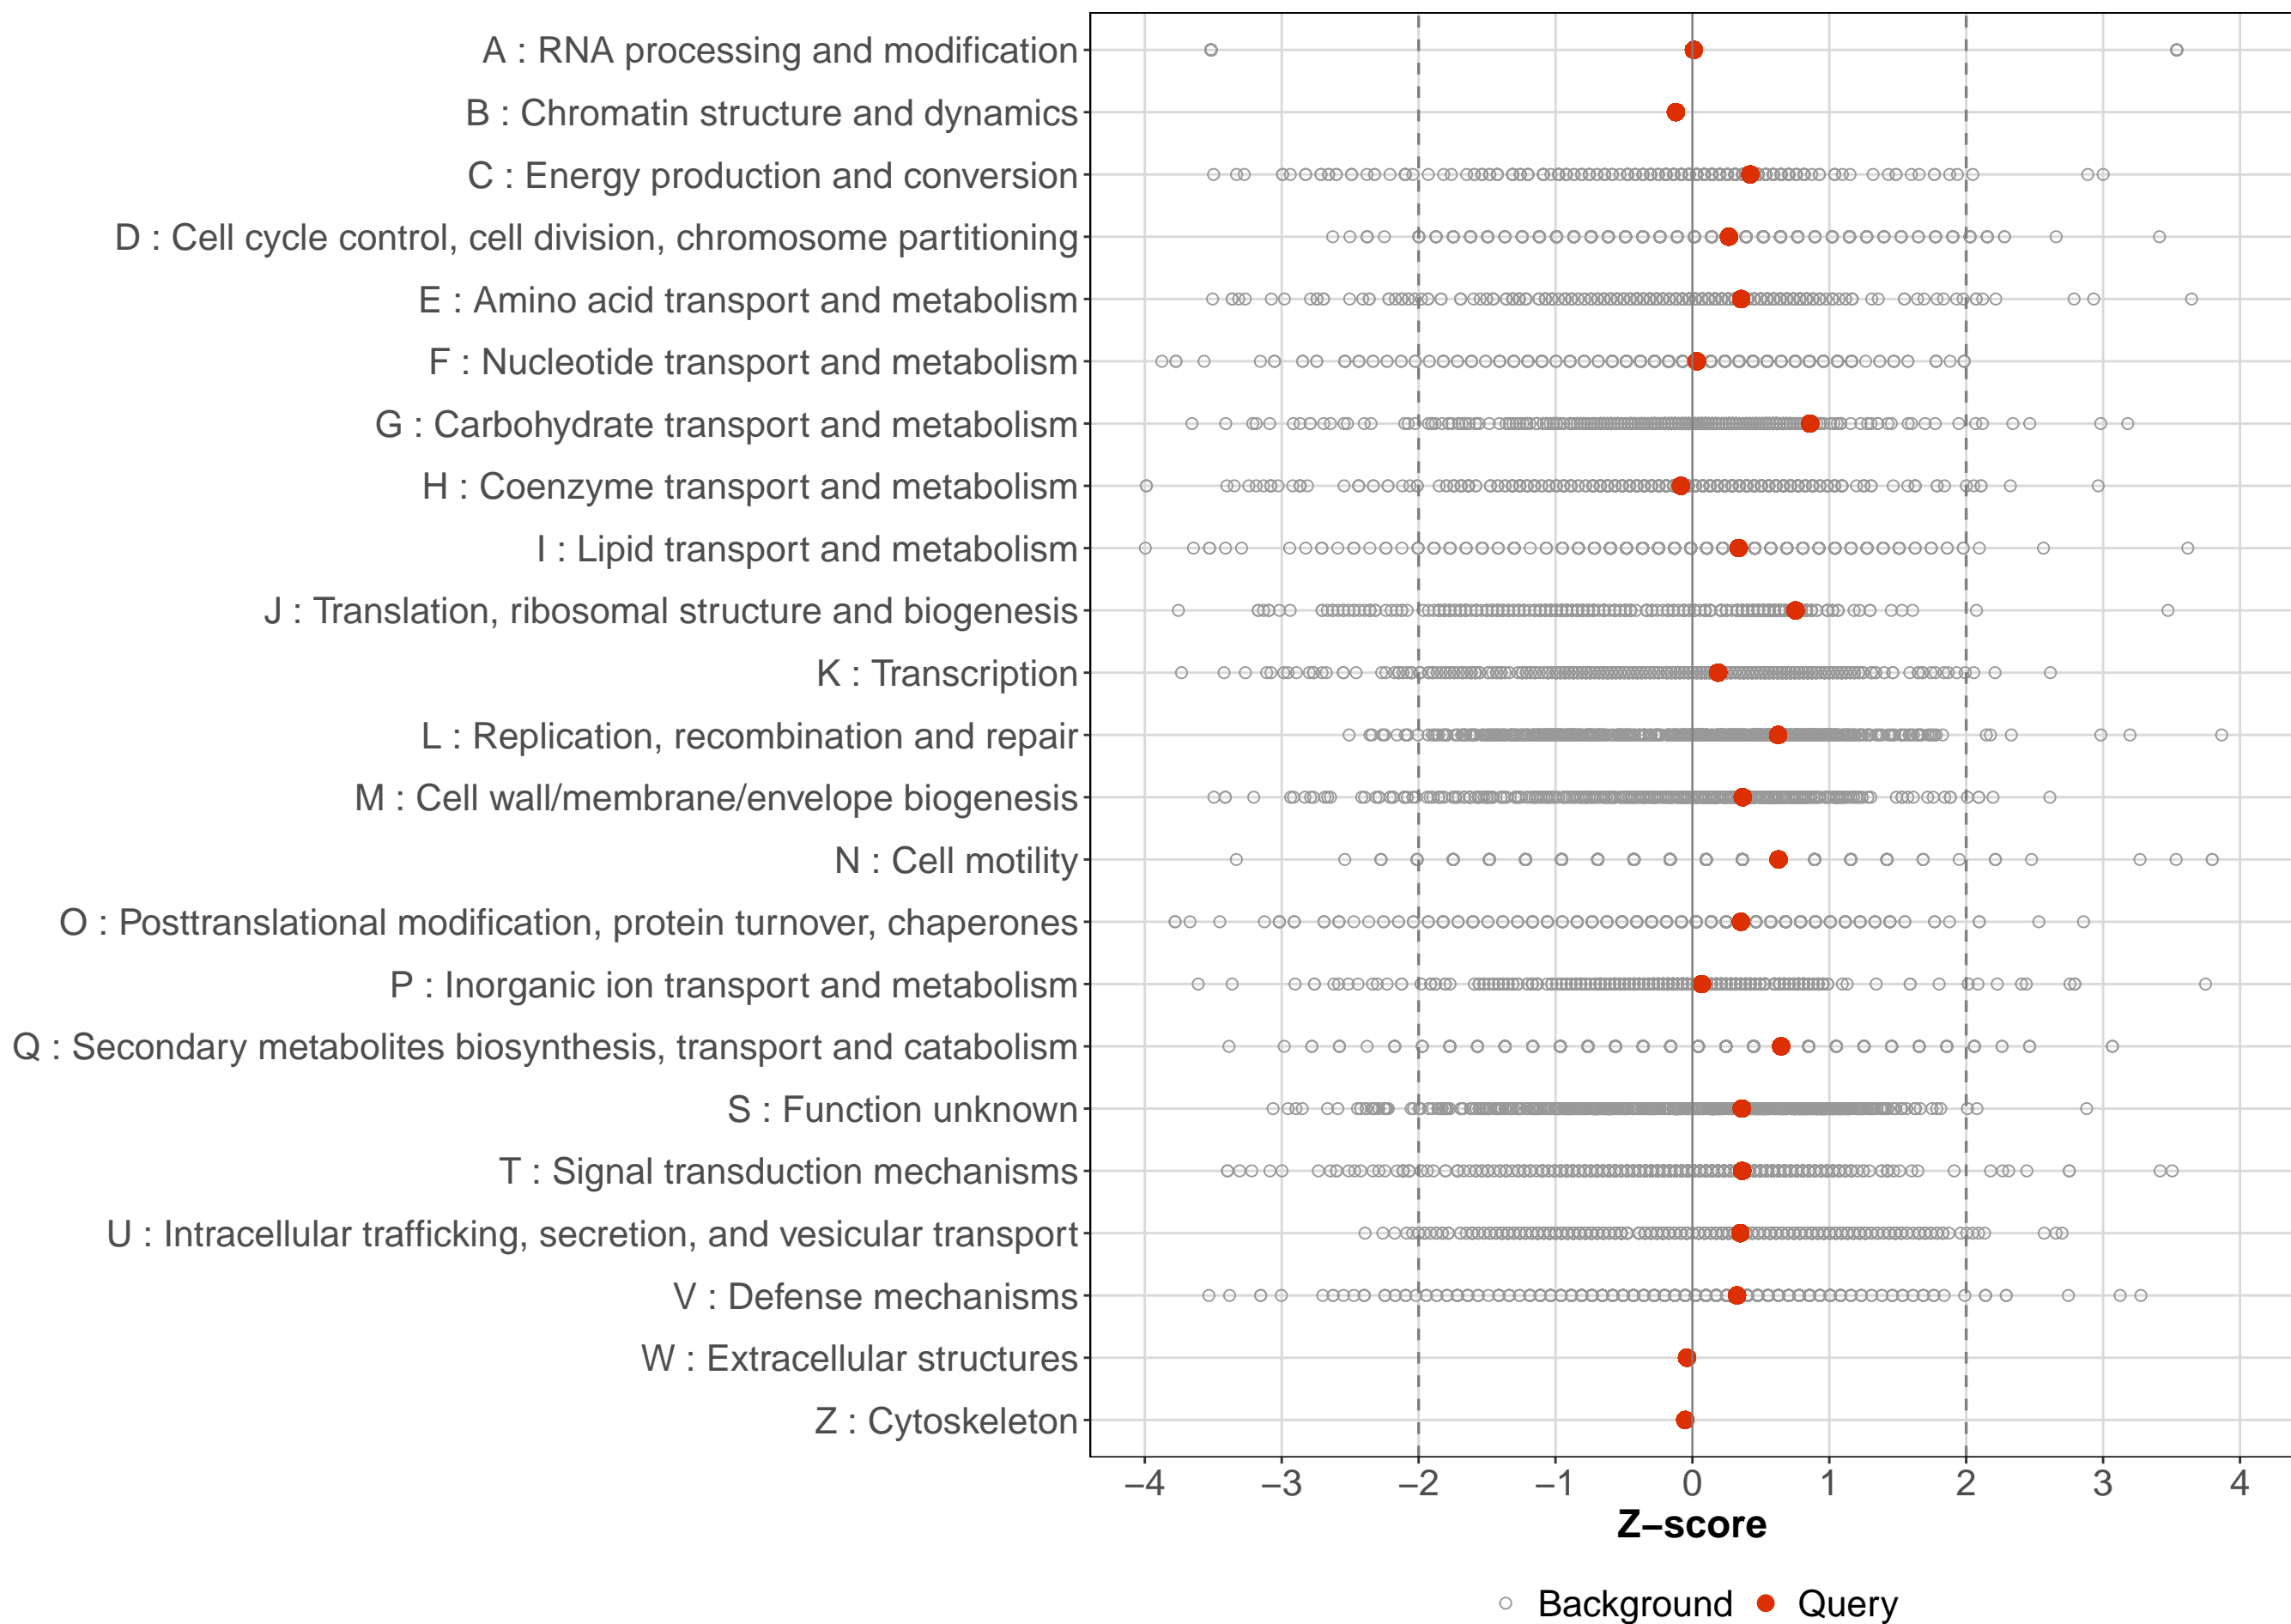 A : RNA processing and modification
B : Chromatin structure and dynamics
C : Energy production and conversion
D : Cell cycle control, cell division, chromosome partitioning
E : Amino acid transport and metabolism
F : Nucleotide transport and metabolism
G : Carbohydrate transport and metabolism
H : Coenzyme transport and metabolism
I : Lipid transport and metabolism
J : Translation, ribosomal structure and biogenesis
K : Transcription
L : Replication, recombination and repair
M : Cell wall/membrane/envelope biogenesis
N : Cell motility
O : Posttranslational modification, protein turnover, chaperones
P : Inorganic ion transport and metabolism
Q : Secondary metabolites biosynthesis, transport and catabolism
S : Function unknown
T : Signal transduction mechanisms
U : Intracellular trafficking, secretion, and vesicular transport
V : Defense mechanisms
W : Extracellular structures
Z : Cytoskeleton
−4 −3 −2 −1 0 1 2 3 4
Z−score
Background Query